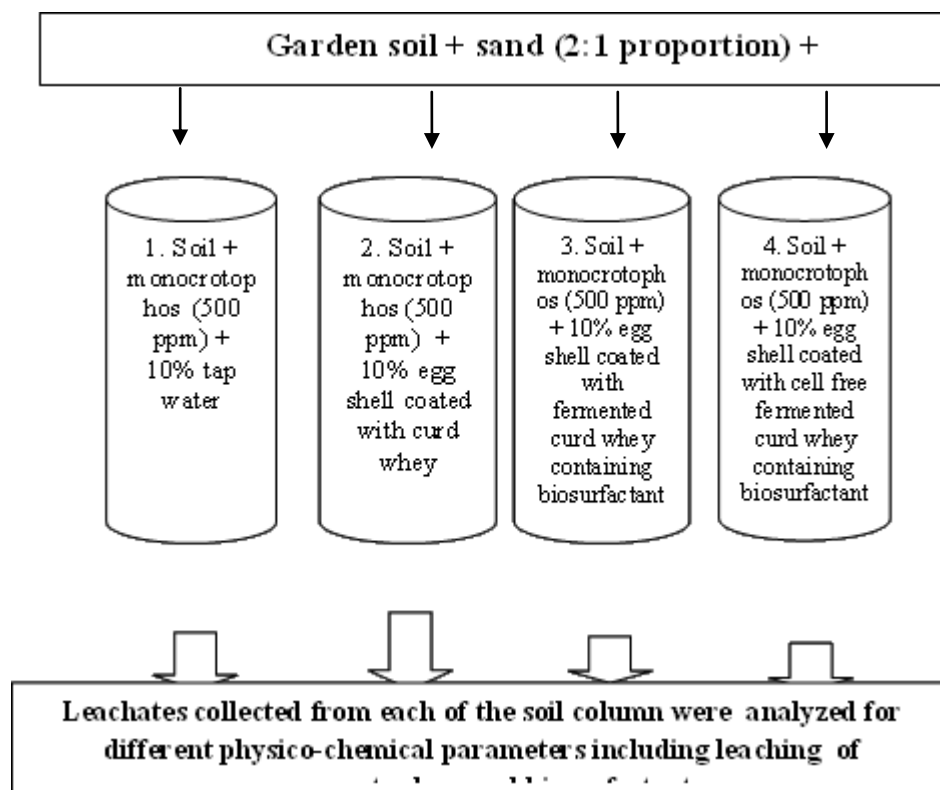 Garden soil + sand (2:1 proportion) +
1. Soil +
monocrotop
hos (500
ppm) +
10% tap
water
2. Soil +
monocrotop
hos (500
ppm) +
10% egg
shell coated
with curd
whey
3. Soil +
monocrotoph
os (500 ppm)
+ 10% egg
shell coated
with
fermented
curd whey
containing
biosurfactant
4. Soil +
monocrotoph
os (500 ppm)
+ 10% egg
shell coated
with cell free
fermented
curd whey
containing
biosurfactant
Leachates collected from each of the soil column were analyzed for
different physico-chemical parameters including leaching of